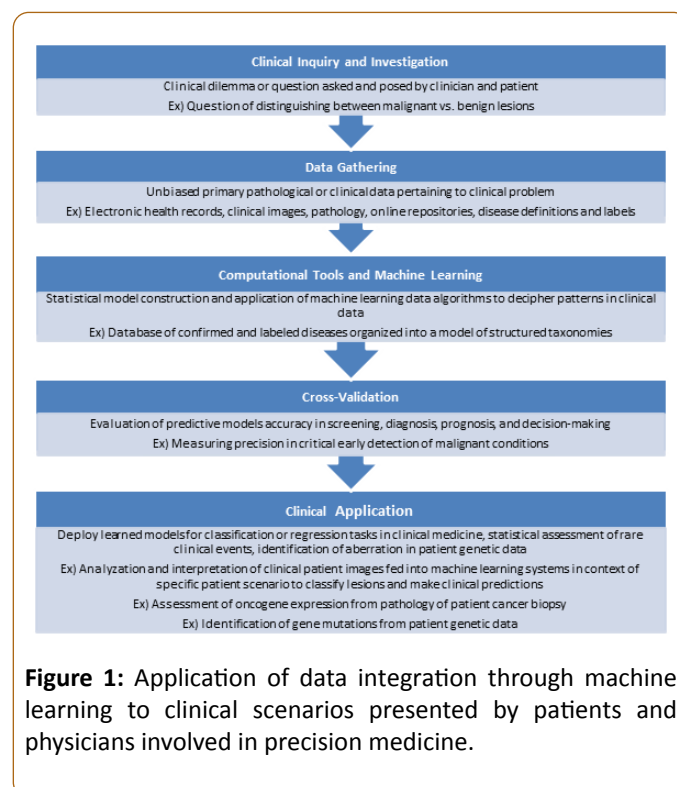 Clinical Inquiry and Investigation
Clinical dilemma or question asked and posed by clinician and patient
Ex) Question of distinguishing between malignant vs. benign lesions
Data Gathering
Unbiased primary pathological or clinical data pertaining to clinical problem
Ex) Electronic health records, clinical images, pathology, online repositories, disease definitions and labels
Computational Tools and Machine Learning
Statistical model construction and application of machine learning data algorithms to decipher patterns in clinical
data
Ex) Database of confirmed and labeled diseases organized into a model of structured taxonomies
Cross-Validation
Evaluation of predictive models accuracy in screening, diagnosis, prognosis, and decision-making
Ex) Measuring precision in critical early detection of malignant conditions
Clinical Application
Deploy learned models for classification or regression tasks in clinical medicine, statistical assessment of rare
clinical events, identification of aberration in patient genetic data
Ex) Analyzation and interpretation of clinical patient images fed into machine learning systems in context of
specific patient scenario to classify lesions and make clinical predictions
Ex) Assessment of oncogene expression from pathology of patient cancer biopsy
Ex) Identification of gene mutations from patient genetic data
Figure 1: Application of data integration through machine
learning to clinical scenarios presented by patients and
physicians involved in precision medicine.